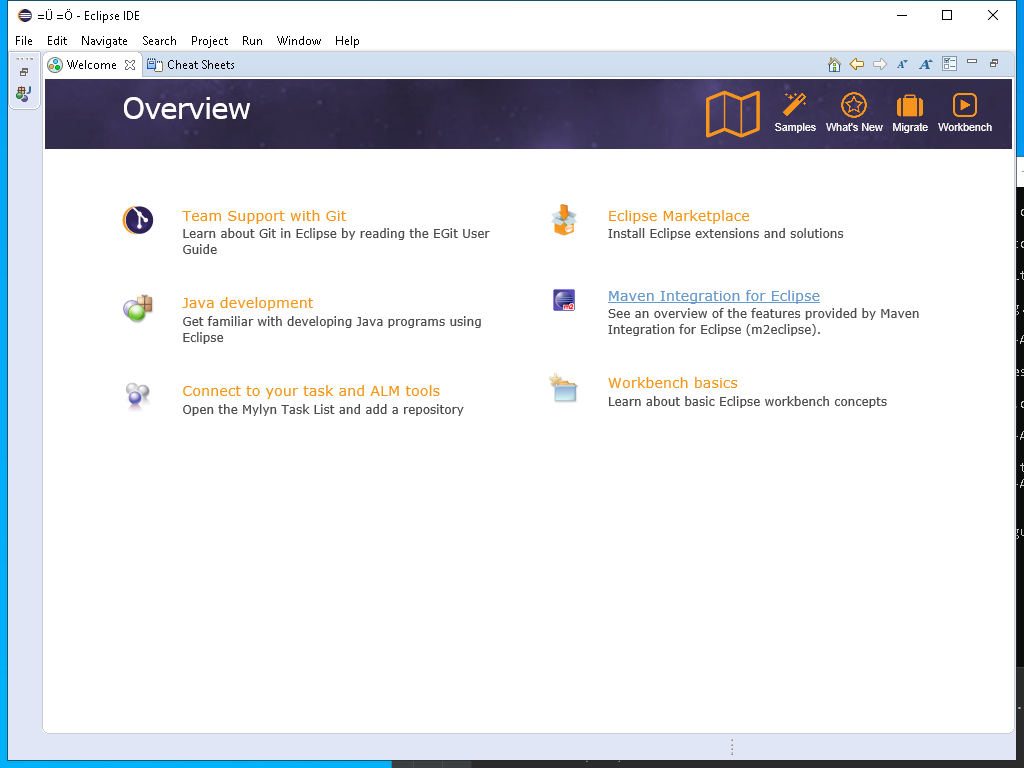 =Ü =Ö - Eclipse IDE
File Edit Navigate Search Project Run Window Help
Welcome Cheat Sheets
Overview
Samples What's New Migrate Workbench
Team Support with Git
Learn about Git in Eclipse by reading the EGit User
Guide
Eclipse Marketplace
Install Eclipse extensions and solutions
Java development
Get familiar with developing Java programs using
Eclipse
Maven Integration for Eclipse
See an overview of the features provided by Maven
Integration for Eclipse (m2eclipse).
m2
Connect to your task and ALM tools
Open the Mylyn Task List and add a repository
Workbench basics
Learn about basic Eclipse workbench concepts